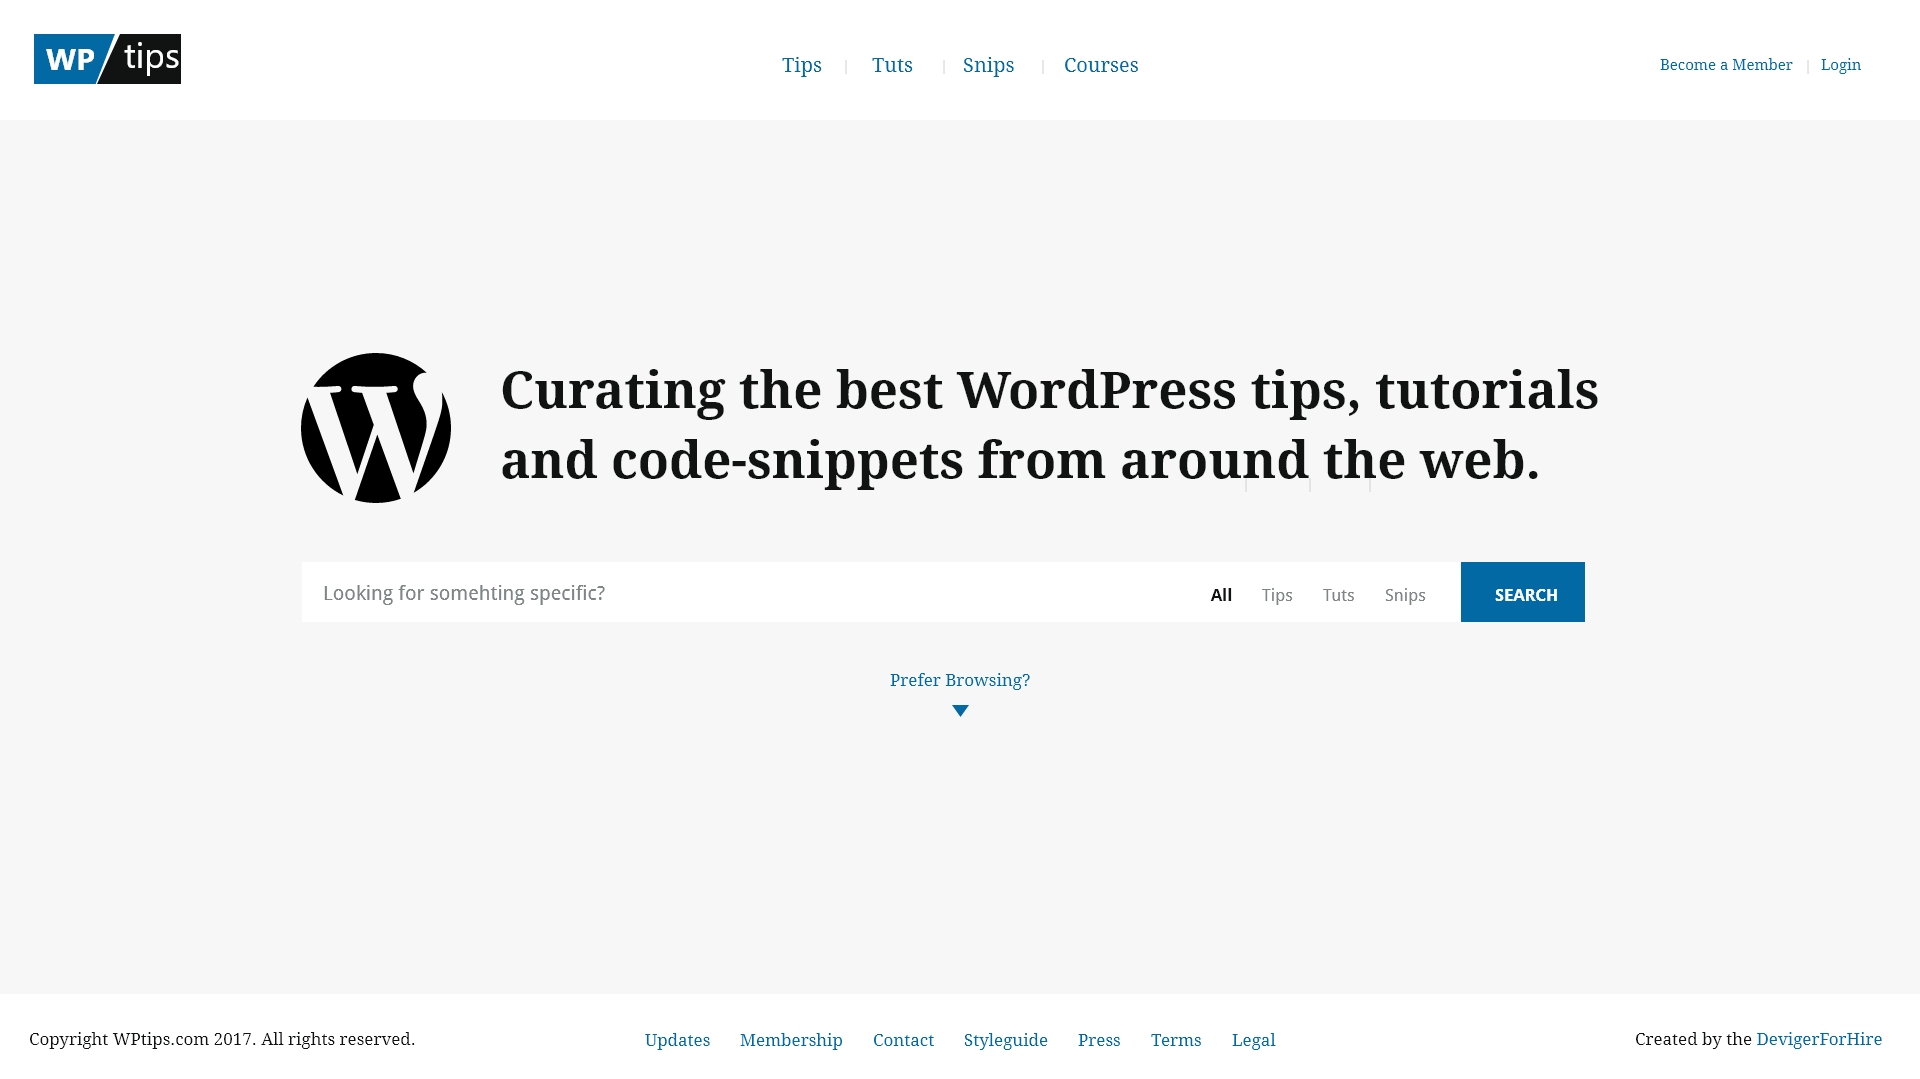 WP tips
Tips | Tuts | Snips | Courses
Become a Member | Login
Curating the best WordPress tips, tutorials
and code-snippets from around the web.
Looking for somehting specific?
All Tips Tuts Snips
SEARCH
Prefer Browsing?
Copyright WPtips.com 2017. All rights reserved.
Updates Membership Contact Styleguide Press Terms Legal
Created by the DevigerForHire